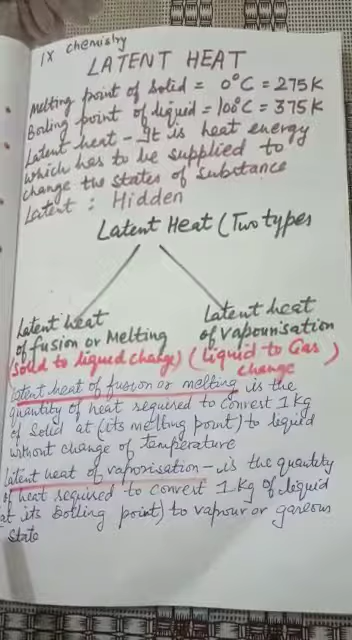 IX Chemistry
LATENT HEAT
Melting point of solid = 0°C = 275K
Boiling point of liquid = 100°C = 375K
Latent heat - It is heat energy
which has to be supplied to
change the states of substance
Latent : Hidden
Latent Heat (Two types
Latent heat
of fusion or Melting
(solid to liquid change)
Latent heat
of vapounisation
(Liquid to Gas)
change
Latent heat of fusion or melting is the
quantity of heat required to convert 1kg
of solid at (its melting point) to liquid
without change of temperature
Latent heat of vaporisation - is the quantity
of heat required to convert 1kg of liquid
at its boiling point) to vapour or gaseous
state